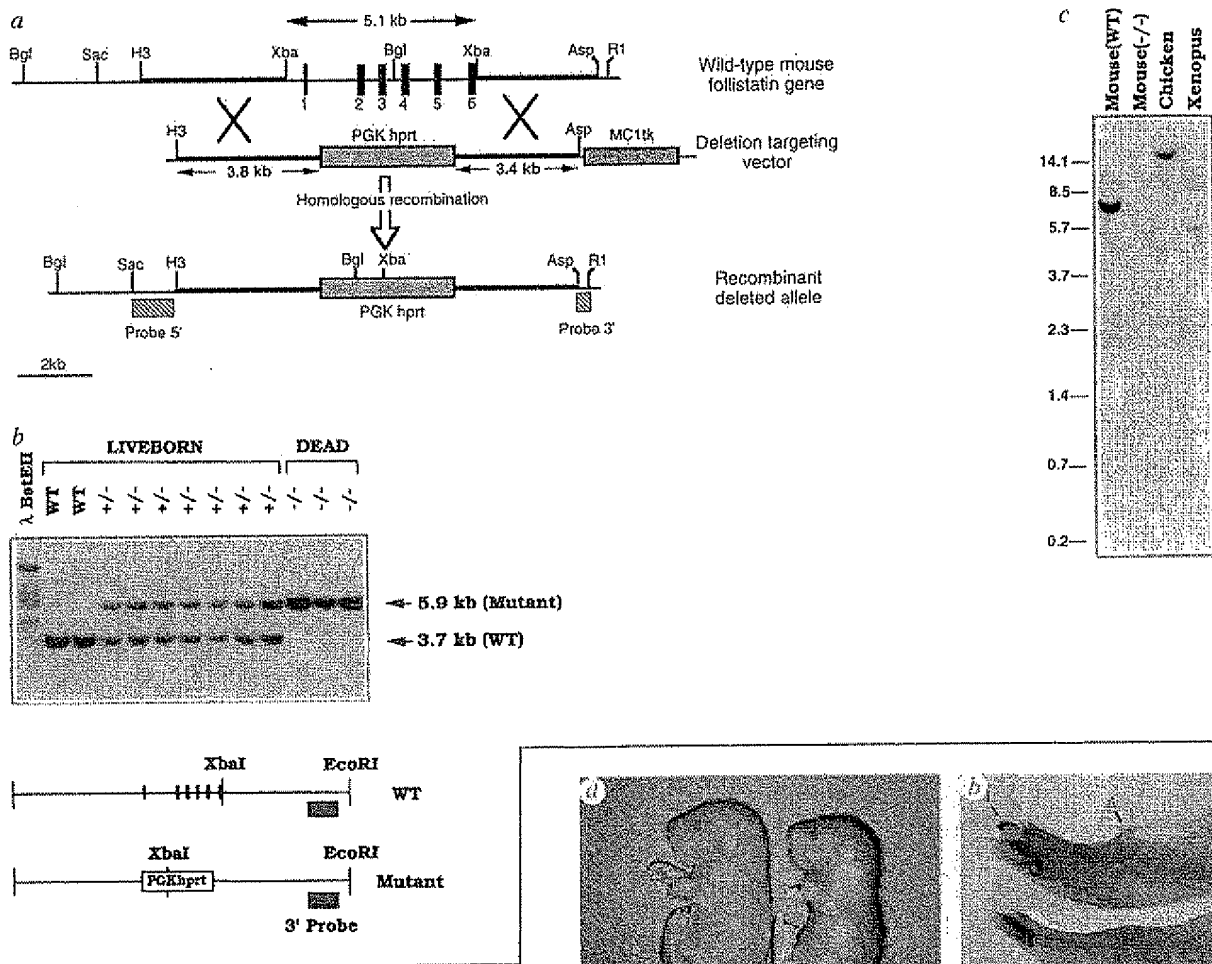 a
5.1 kb
Bgl Sac H3 Xba Bgl Xba Asp R1
1 2 3 4 5 6
Wild-type mouse
follistatin gene
H3 PGK hprt Asp MC1tk
Deletion targeting
vector
3.8 kb 3.4 kb
Homologous recombination
Bgl Sac H3 Bgl Xba Asp R1
Recombinant
deleted allele
PGK hprt
Probe 5' Probe 3'
2kb
c
Mouse(WT)
Mouse(-/-)
Chicken
Xenopus
14.1
8.5
5.7
3.7
2.3
1.4
0.7
0.2
b
LIVEBORN DEAD
λ BstEII WT WT +/- +/- +/- +/- +/- +/- +/- -/- -/- -/-
5.9 kb (Mutant)
3.7 kb (WT)
XbaI EcoRI
WT
XbaI EcoRI
PGKhprt
Mutant
3' Probe
a b